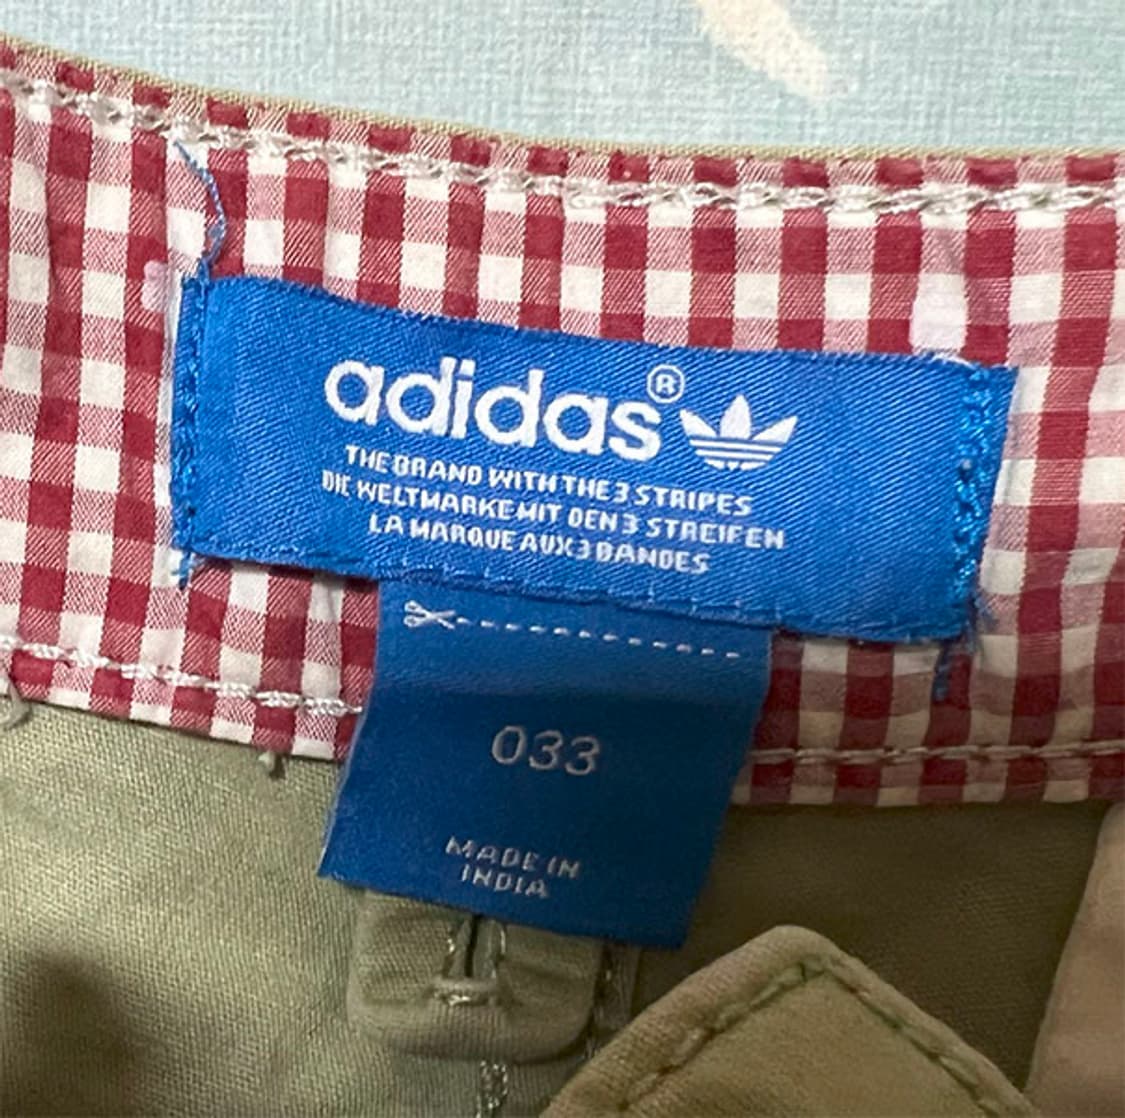 adidas®
THE BRAND WITH THE 3 STRIPES
DIE WELTMARKE MIT DEN 3 STREIFEN
LA MARQUE AUX 3 BANDES
033
MADE IN
INDIA